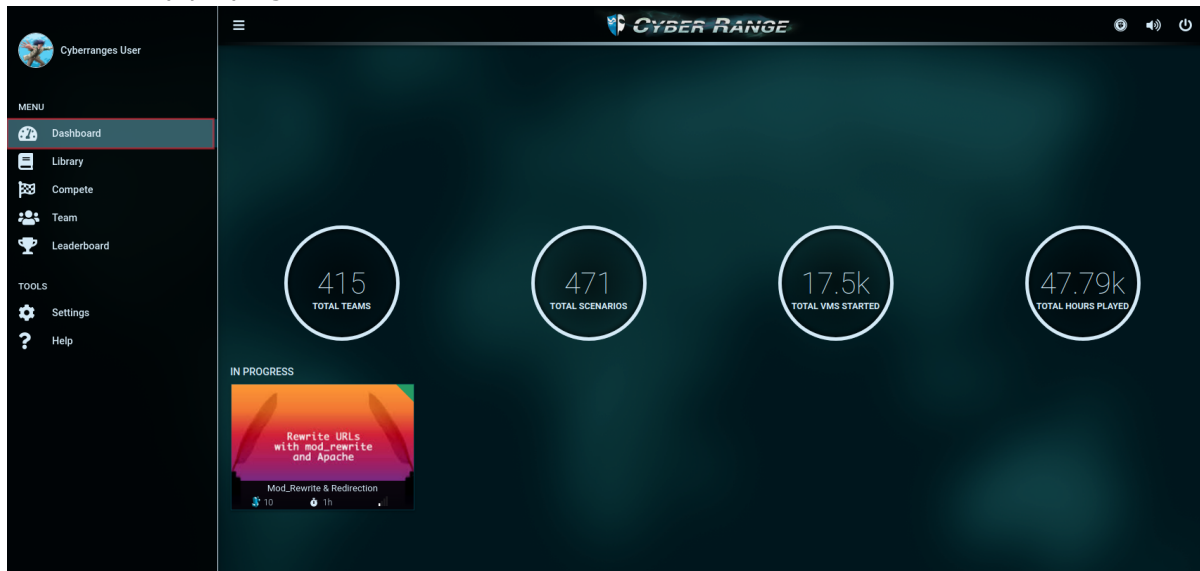 CYBER RANGE
Cyberranges User
MENU
Dashboard
Library
Compete
Team
Leaderboard
TOOLS
Settings
Help
415
TOTAL TEAMS
471
TOTAL SCENARIOS
17.5k
TOTAL VMS STARTED
47.79k
TOTAL HOURS PLAYED
IN PROGRESS
Rewrite URLs
with mod_rewrite
and Apache
Mod_Rewrite & Redirection
10 1h